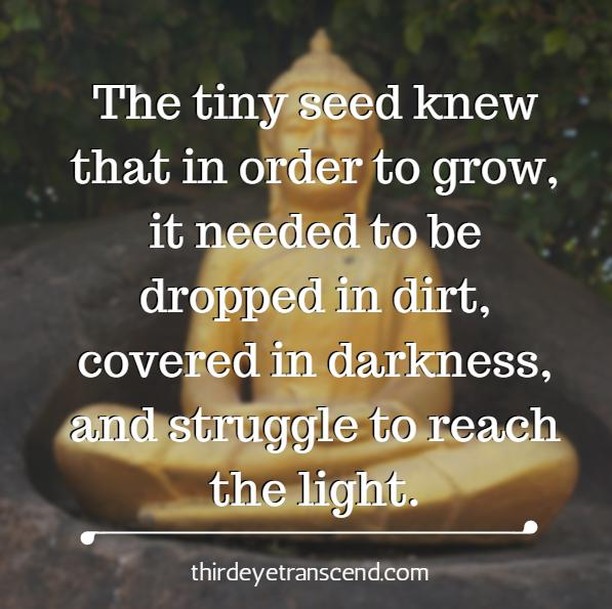 The tiny seed knew
that in order to grow,
it needed to be
dropped in dirt,
covered in darkness,
and struggle to reach
the light.
thirdeyetranscend.com